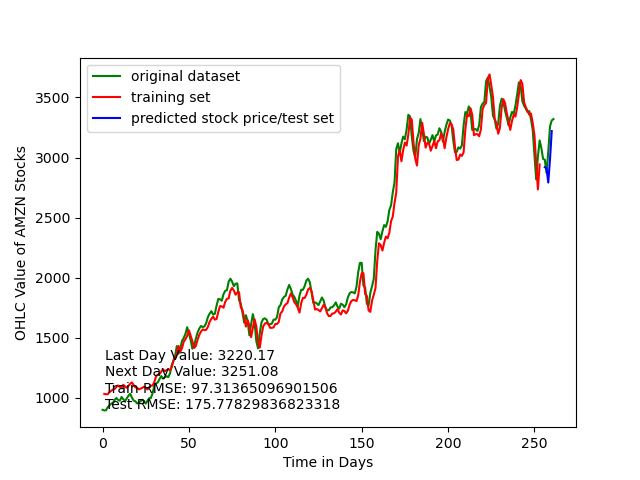 original dataset
training set
predicted stock price/test set
3500
3000
2500
2000
1500
1000
OHLC Value of AMZN Stocks
Last Day Value: 3220.17
Next Day Value: 3251.08
Train RMSE: 97.31365096901506
Test RMSE: 175.77829836823318
0 50 100 150 200 250
Time in Days